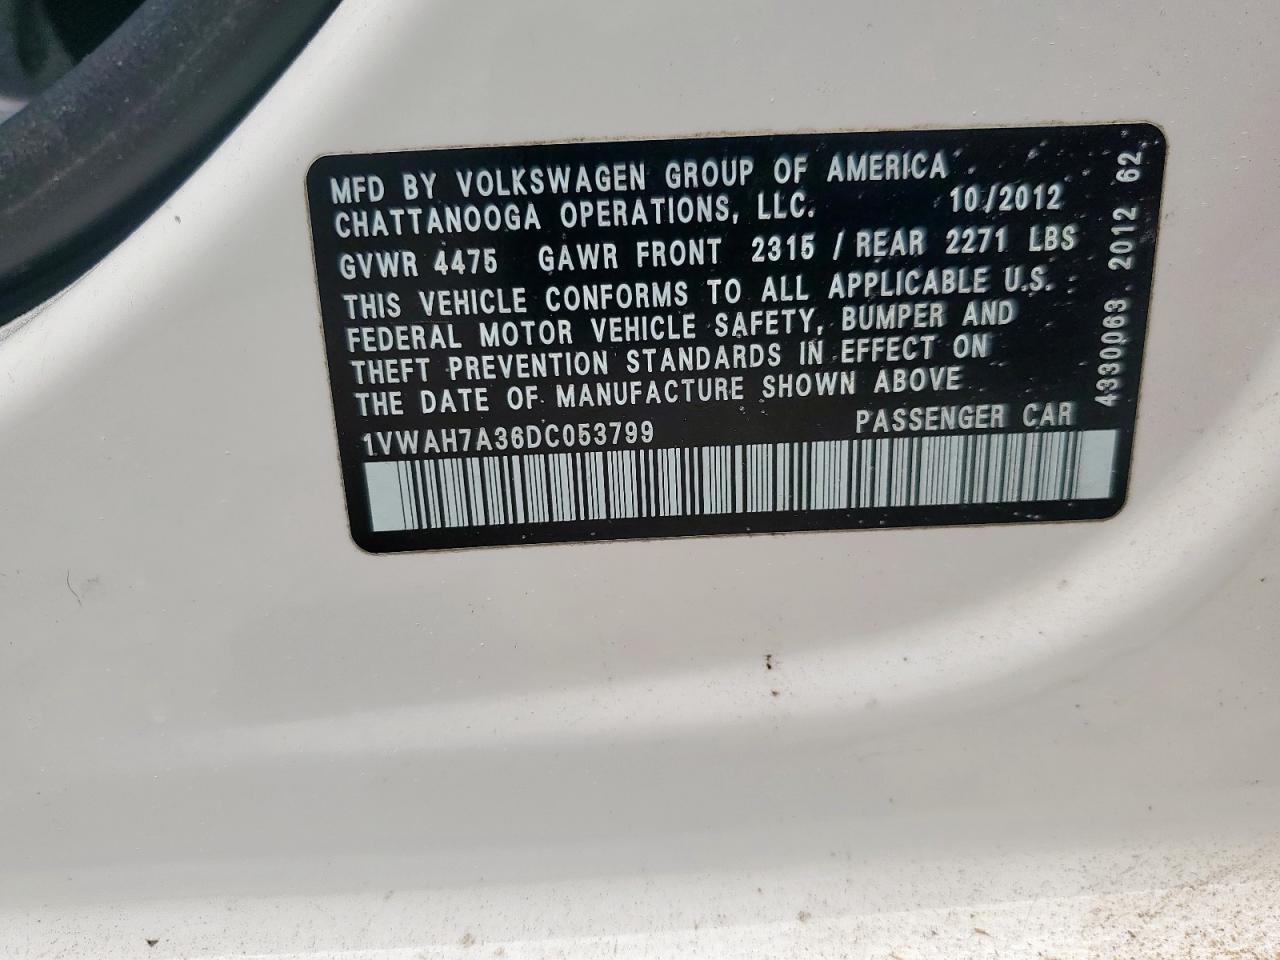 MFD BY VOLKSWAGEN GROUP OF AMERICA
CHATTANOOGA OPERATIONS, LLC. 10/2012
GVWR 4475 GAWR FRONT 2315 / REAR 2271 LBS
THIS VEHICLE CONFORMS TO ALL APPLICABLE U.S.
FEDERAL MOTOR VEHICLE SAFETY, BUMPER AND
THEFT PREVENTION STANDARDS IN EFFECT ON
THE DATE OF MANUFACTURE SHOWN ABOVE
1VWAH7A36DC053799 PASSENGER CAR
4330063 2012 62